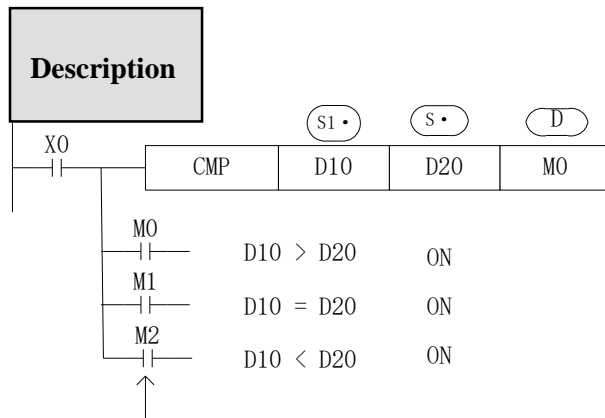 Description
S1· S· D
X0
CMP D10 D20 M0
M0 D10 > D20 ON
M1 D10 = D20 ON
M2 D10 < D20 ON